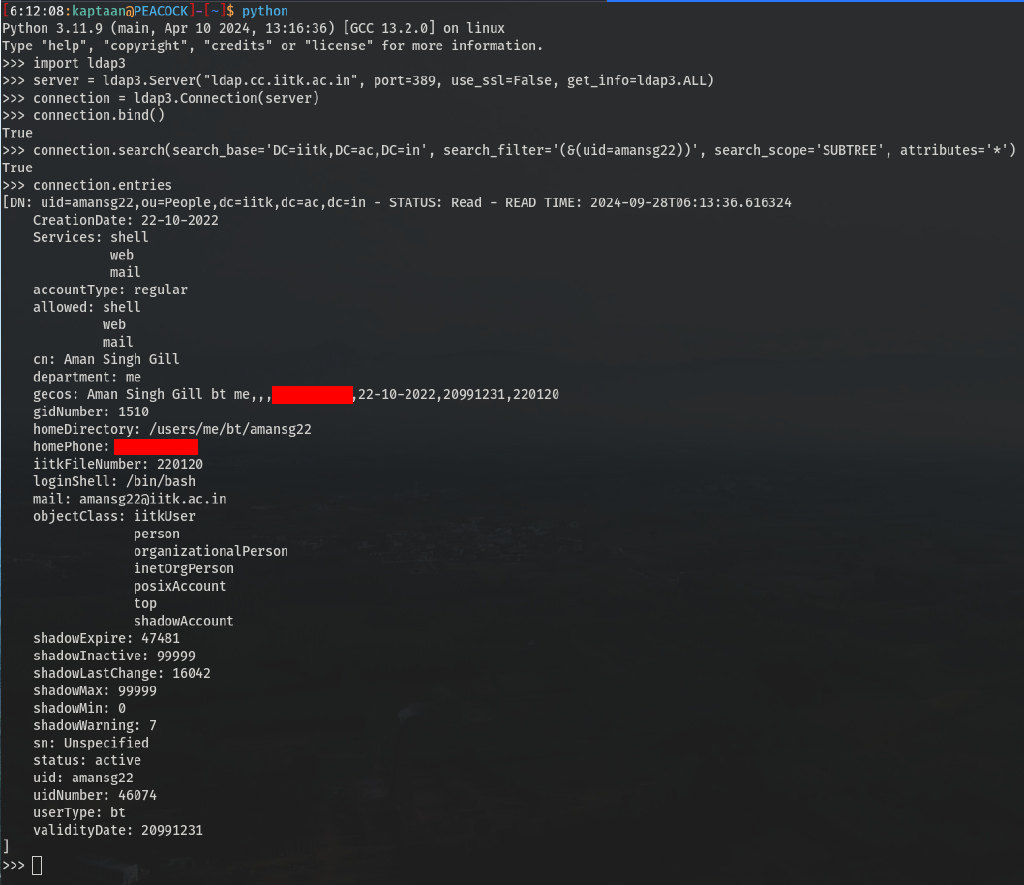 [6:12:08:kaptaan@PEACOCK]-[~]$ python
Python 3.11.9 (main, Apr 10 2024, 13:16:36) [GCC 13.2.0] on linux
Type "help", "copyright", "credits" or "license" for more information.
>>> import ldap3
>>> server = ldap3.Server("ldap.cc.iitk.ac.in", port=389, use_ssl=False, get_info=ldap3.ALL)
>>> connection = ldap3.Connection(server)
>>> connection.bind()
True
>>> connection.search(search_base='DC=iitk,DC=ac,DC=in', search_filter='(&(uid=amansg22))', search_scope='SUBTREE', attributes='*')
True
>>> connection.entries
[DN: uid=amansg22,ou=People,dc=iitk,dc=ac,dc=in - STATUS: Read - READ TIME: 2024-09-28T06:13:36.616324
    CreationDate: 22-10-2022
    Services: shell
              web
              mail
    accountType: regular
    allowed: shell
             web
             mail
    cn: Aman Singh Gill
    department: me
    gecos: Aman Singh Gill bt me,,, ,22-10-2022,20991231,220120
    gidNumber: 1510
    homeDirectory: /users/me/bt/amansg22
    homePhone:
    iitkFileNumber: 220120
    loginShell: /bin/bash
    mail: amansg22@iitk.ac.in
    objectClass: iitkUser
                 person
                 organizationalPerson
                 inetOrgPerson
                 posixAccount
                 top
                 shadowAccount
    shadowExpire: 47481
    shadowInactive: 99999
    shadowLastChange: 16042
    shadowMax: 99999
    shadowMin: 0
    shadowWarning: 7
    sn: Unspecified
    status: active
    uid: amansg22
    uidNumber: 46074
    userType: bt
    validityDate: 20991231
]
>>>